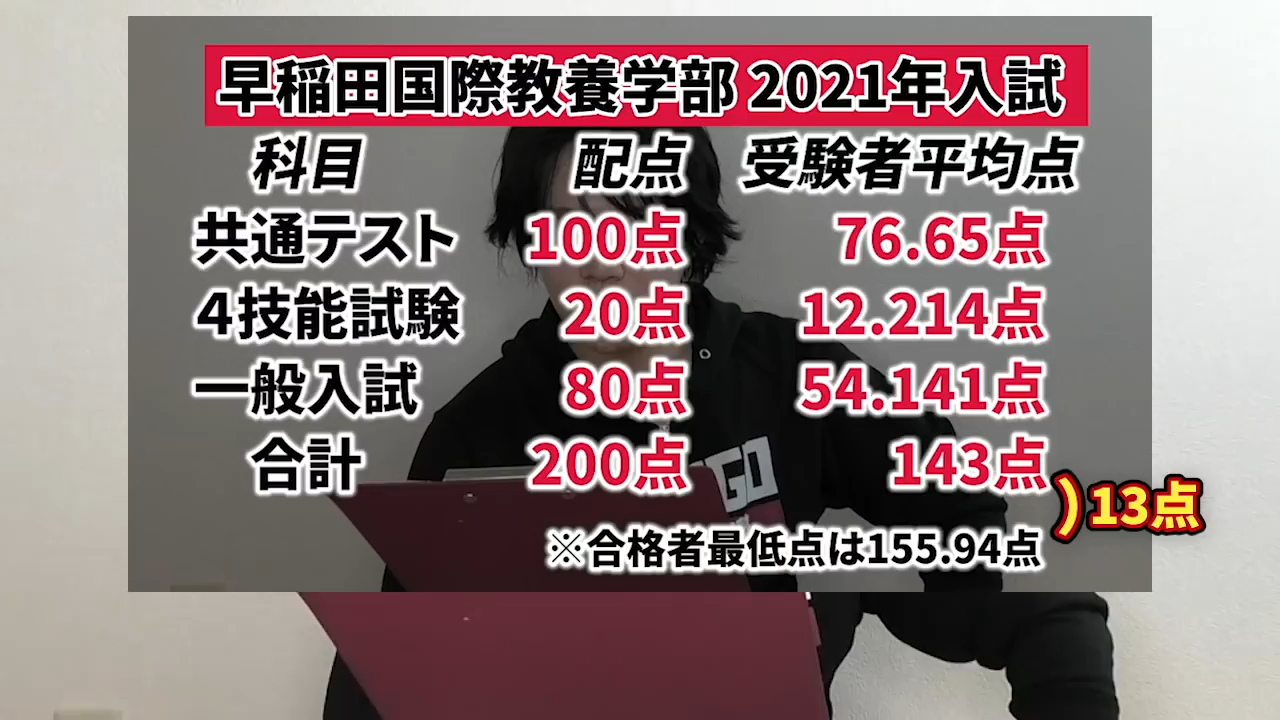 早稲田国際教養学部 2021年入試
科目 配点 受験者平均点
共通テスト 100点 76.65点
4技能試験 20点 12.214点
一般入試 80点 54.141点
合計 200点 143点
)13点
※合格者最低点は155.94点
GO